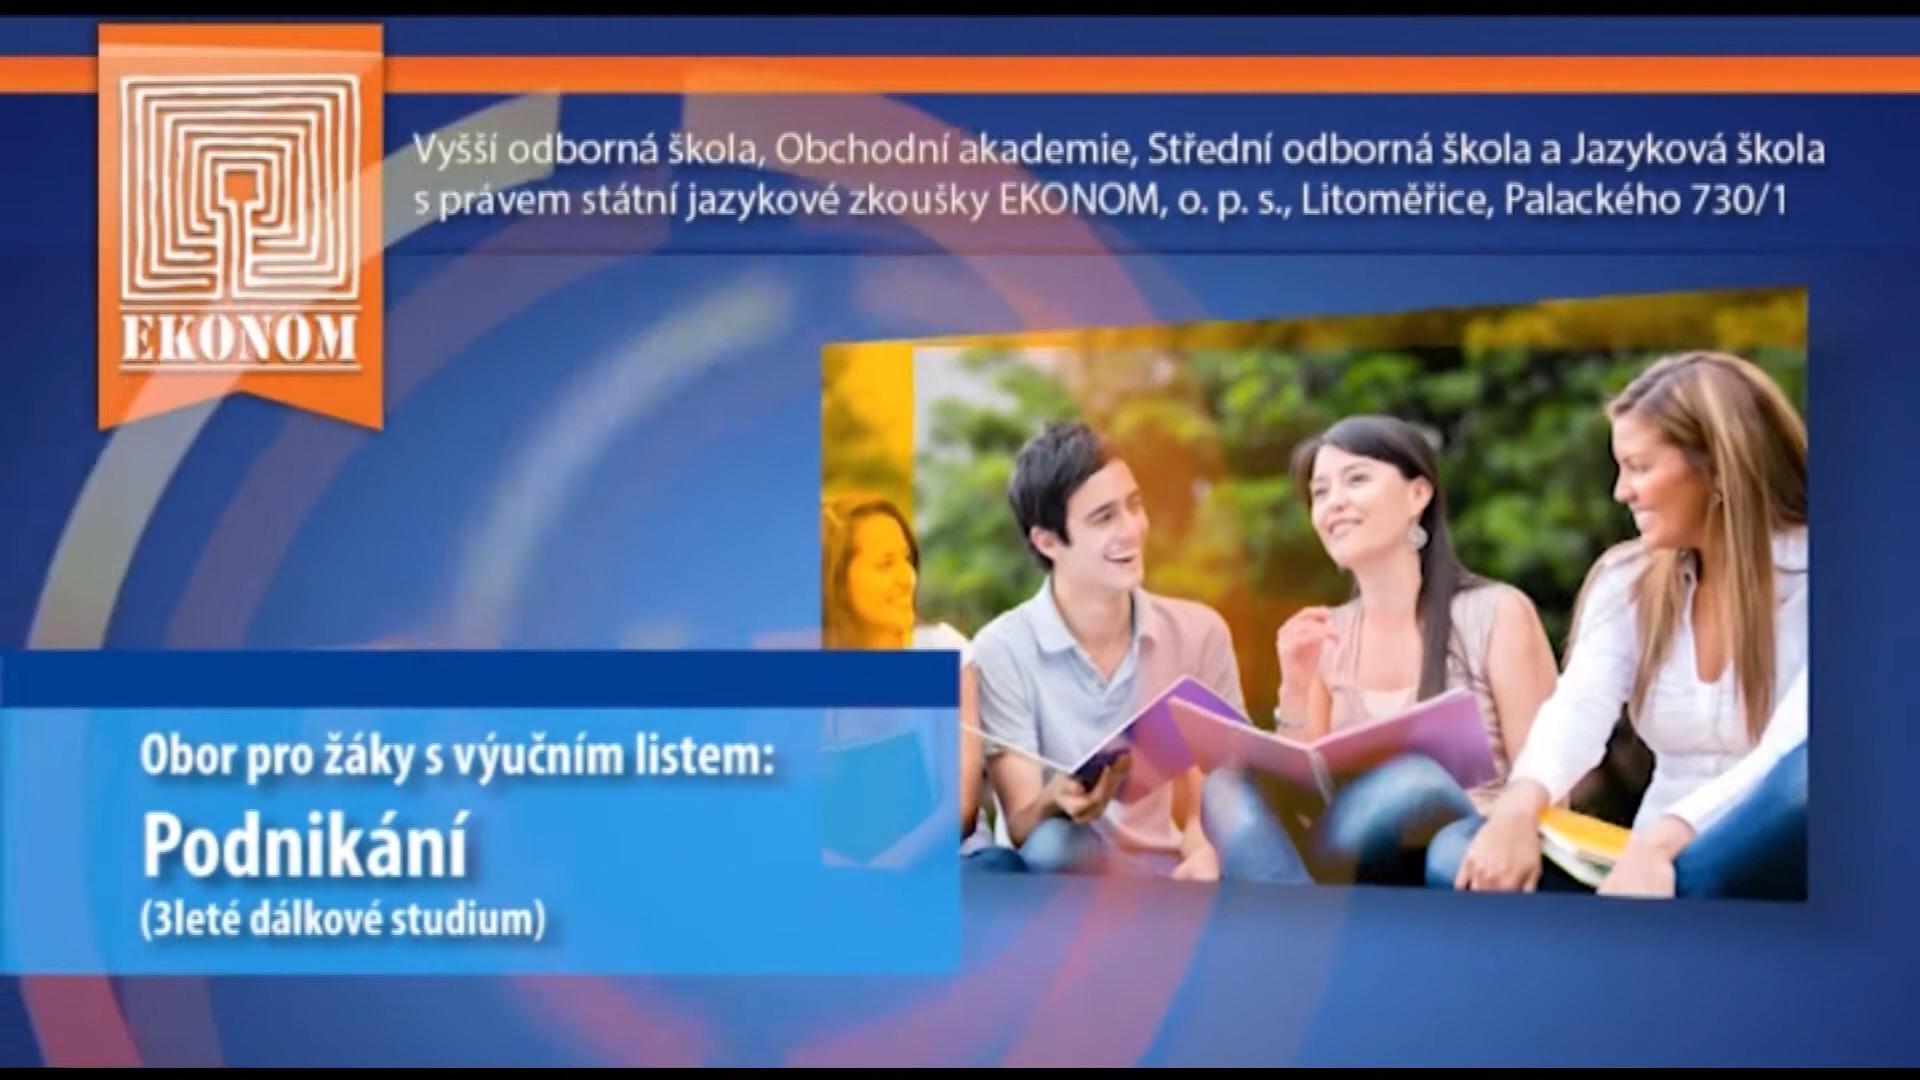 EKONOM
Vyšší odborná škola, Obchodní akademie, Střední odborná škola a Jazyková škola
s právem státní jazykové zkoušky EKONOM, o. p. s., Litoměřice, Palackého 730/1
Obor pro žáky s výučním listem:
Podnikání
(3leté dálkové studium)